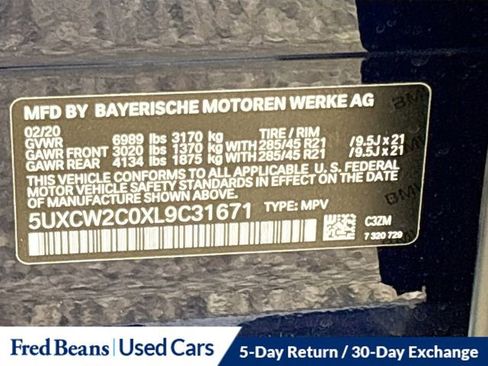 MFD BY BAYERISCHE MOTOREN WERKE AG
02/20
GVWR 6989 lbs 3170 kg TIRE / RIM
GAWR FRONT 3020 lbs 1370 kg WITH 285/45 R21 /9.5J x 21
GAWR REAR 4134 lbs 1875 kg WITH 285/45 R21 /9.5J x 21
THIS VEHICLE CONFORMS TO ALL APPLICABLE U.S. FEDERAL
MOTOR VEHICLE SAFETY STANDARDS IN EFFECT ON THE DATE
OF MANUFACTURE SHOWN ABOVE.
5UXCW2C0XL9C31671 TYPE: MPV
C3ZM
7 320 729
BMW
BMW
Fred Beans Used Cars 5-Day Return / 30-Day Exchange